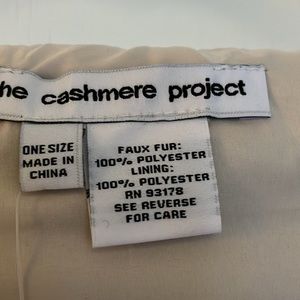 the cashmere project
ONE SIZE
MADE IN
CHINA
FAUX FUR:
100% POLYESTER
LINING:
100% POLYESTER
RN 93178
SEE REVERSE
FOR CARE